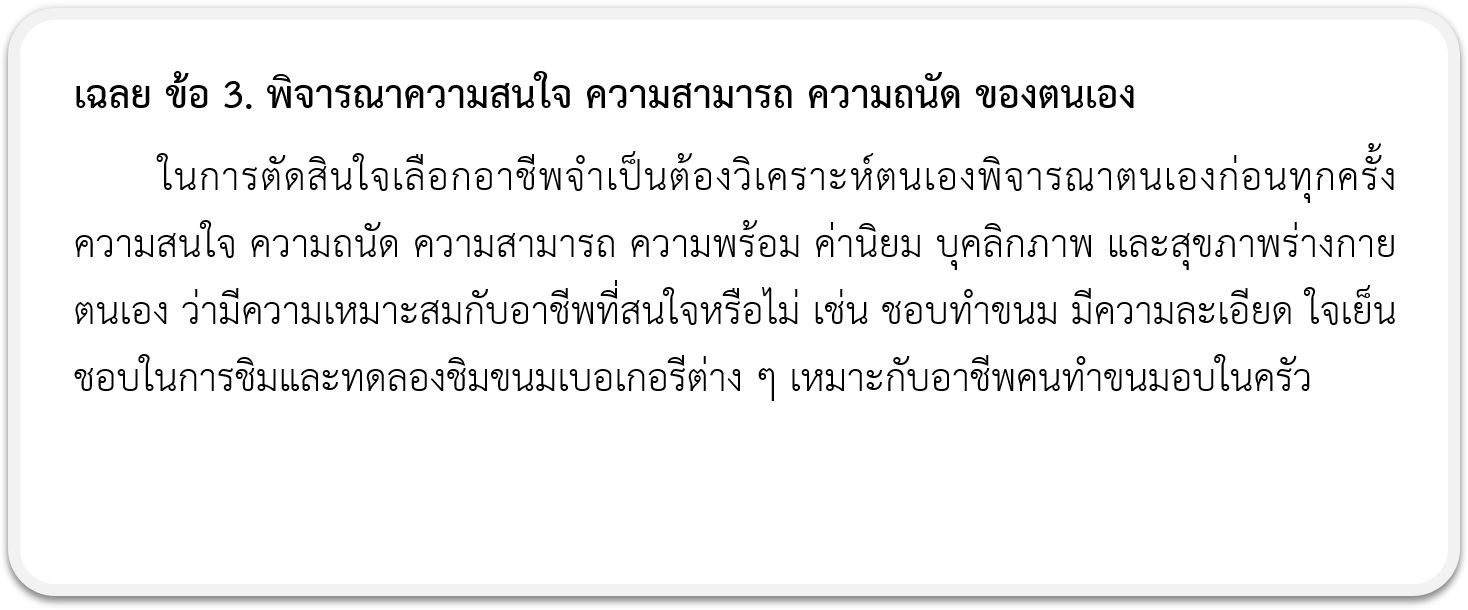 เฉลย ข้อ 3. พิจารณาความสนใจ ความสามารถ ความถนัด ของตนเอง
ในการตัดสินใจเลือกอาชีพจำเป็นต้องวิเคราะห์ตนเองพิจารณาตนเองก่อนทุกครั้ง
ความสนใจ ความถนัด ความสามารถ ความพร้อม ค่านิยม บุคลิกภาพ และสุขภาพร่างกาย
ตนเอง ว่ามีความเหมาะสมกับอาชีพที่สนใจหรือไม่ เช่น ชอบทำขนม มีความละเอียด ใจเย็น
ชอบในการชิมและทดลองชิมขนมเบอเกอรีต่าง ๆ เหมาะกับอาชีพคนทำขนมอบในครัว